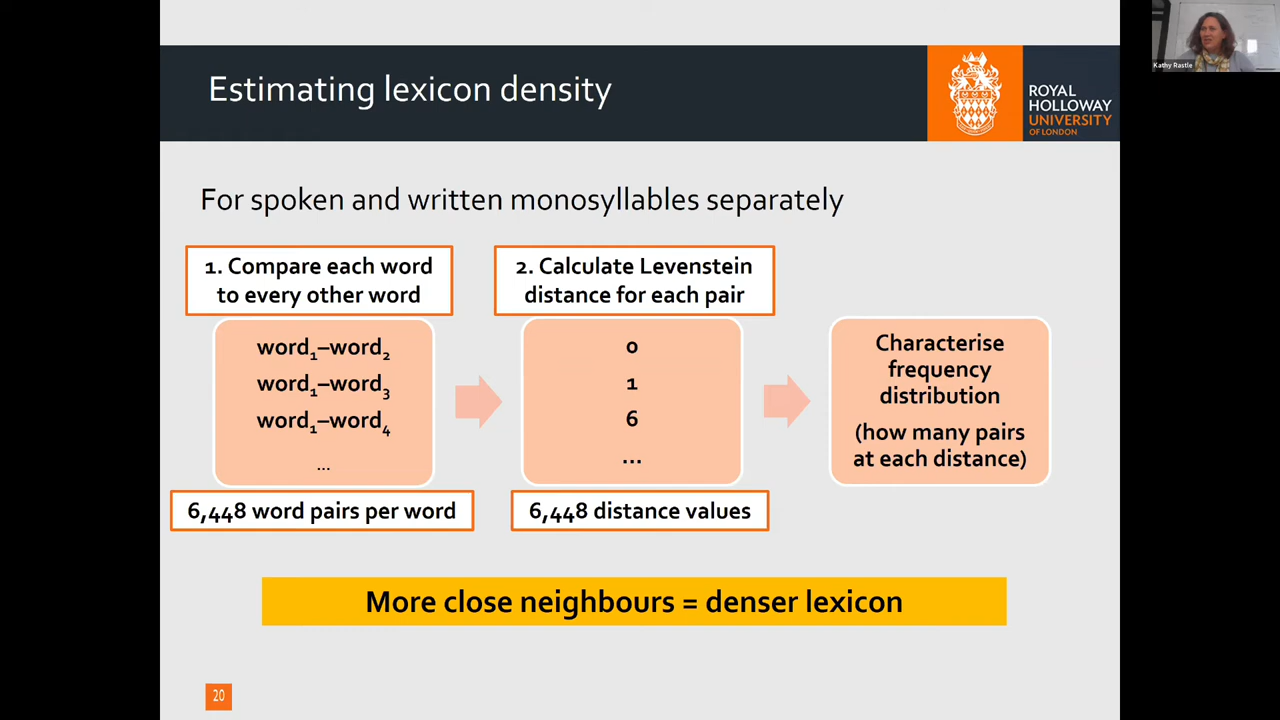 Estimating lexicon density
ROYAL
HOLLOWAY
UNIVERSITY
OF LONDON
Kathy Rastle
For spoken and written monosyllables separately
1. Compare each word
to every other word
word₁–word₂
word₁–word₃
word₁–word₄
...
6,448 word pairs per word
2. Calculate Levenstein
distance for each pair
0
1
6
...
6,448 distance values
Characterise
frequency
distribution
(how many pairs
at each distance)
More close neighbours = denser lexicon
20